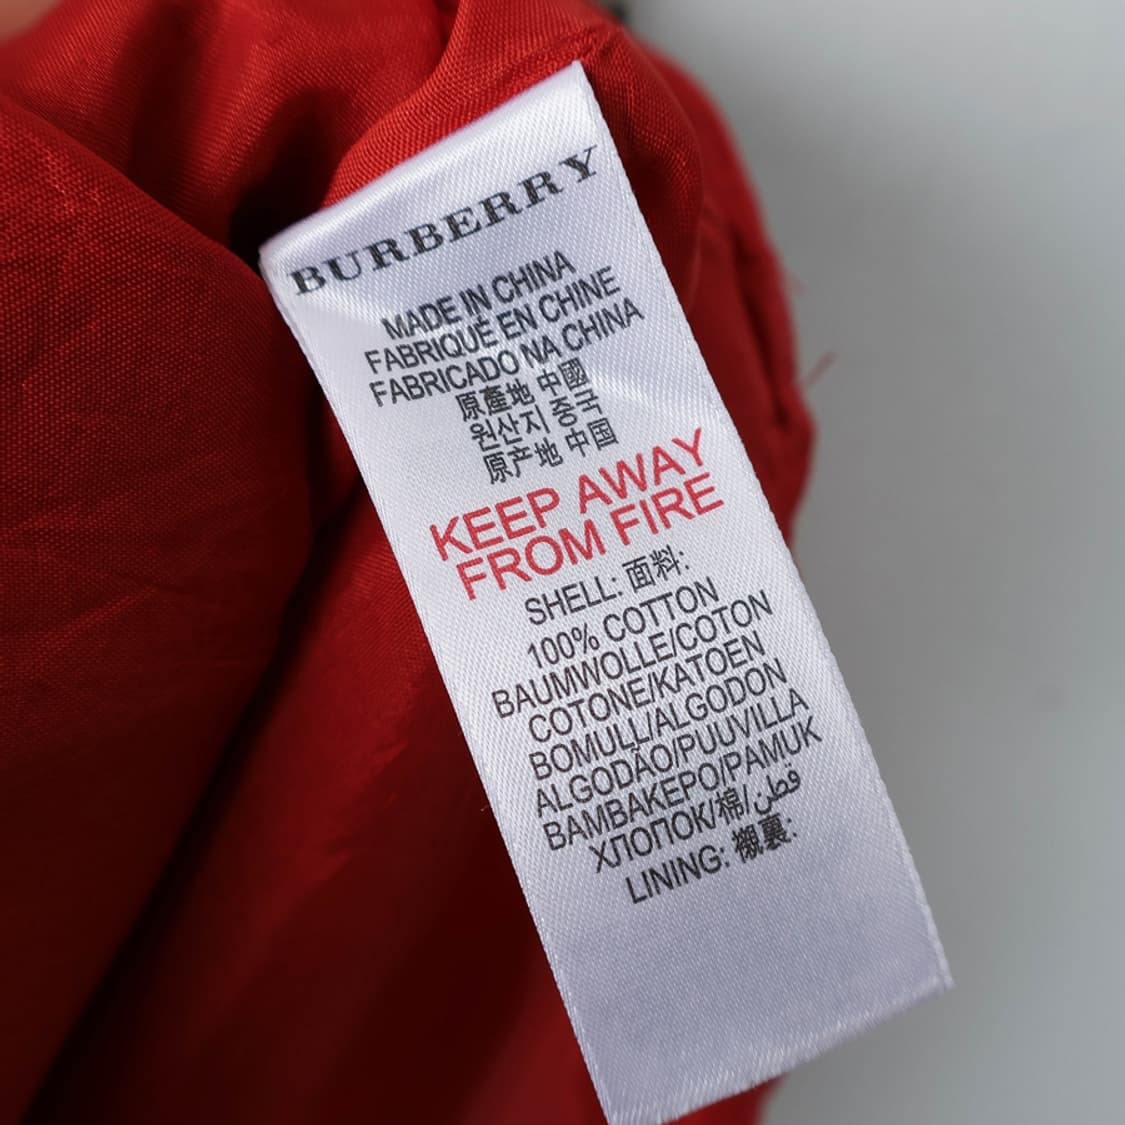 BURBERRY
MADE IN CHINA
FABRIQUÉ EN CHINE
FABRICADO NA CHINA
原產地 中國
원산지 중국
原产地 中国
KEEP AWAY
FROM FIRE
SHELL: 面料:
100% COTTON
BAUMWOLLE/COTON
COTONE/KATOEN
BOMULL/ALGODON
ALGODÃO/PUUVILLA
BAMBAKEPO/PAMUK
ХЛОПОК/棉/قطن
LINING: 襯裏: